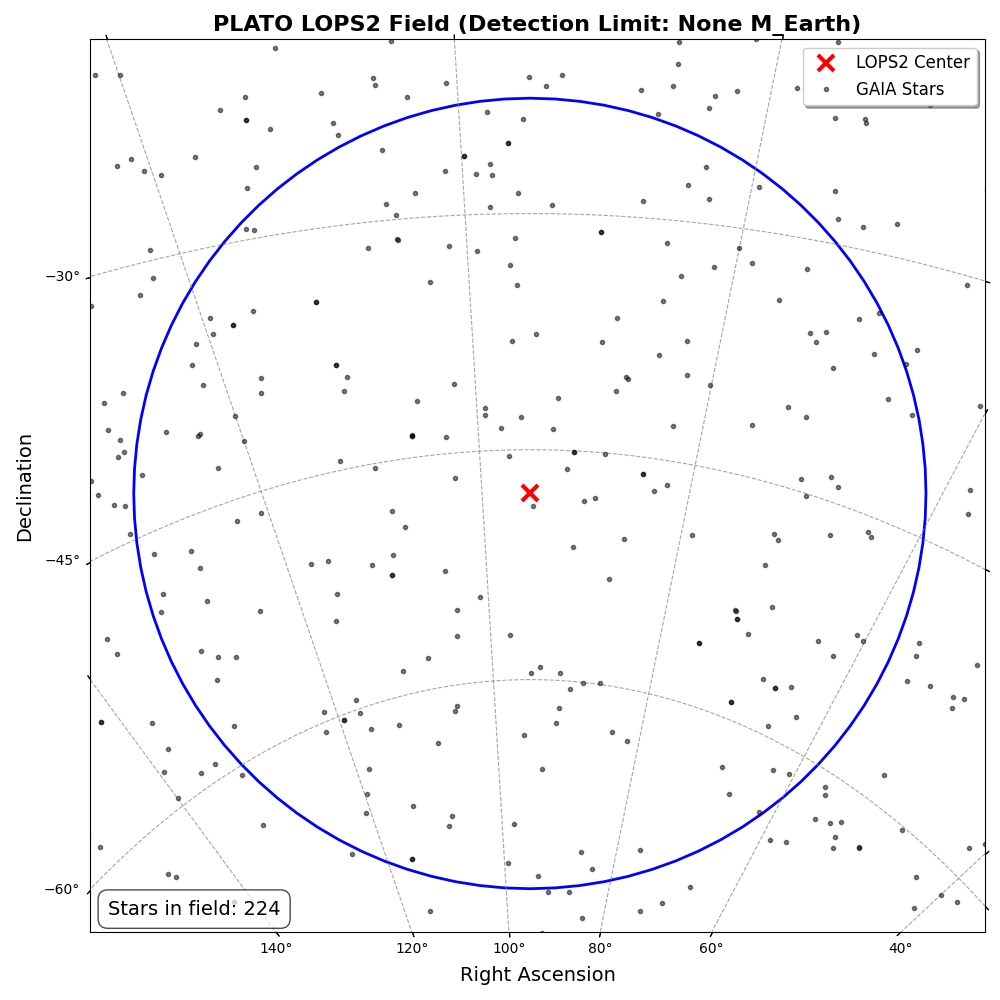 PLATO LOPS2 Field (Detection Limit: None M_Earth)
LOPS2 Center
GAIA Stars
−30°
−45°
−60°
Declination
Stars in field: 224
140°
120°
100°
80°
60°
40°
Right Ascension